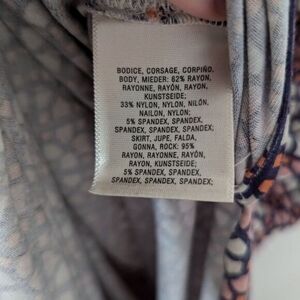 BODICE, CORSAGE, CORPIÑO,
BODY, MIEDER: 62% RAYON,
RAYONNE, RAYÓN, RAYON,
KUNSTSEIDE;
33% NYLON, NYLON, NILÓN,
NAILON, NYLON;
5% SPANDEX, SPANDEX,
SPANDEX, SPANDEX, SPANDEX;
SKIRT, JUPE, FALDA,
GONNA, ROCK: 95%
RAYON, RAYONNE, RAYÓN,
RAYON, KUNSTSEIDE;
5% SPANDEX, SPANDEX,
SPANDEX, SPANDEX, SPANDEX;